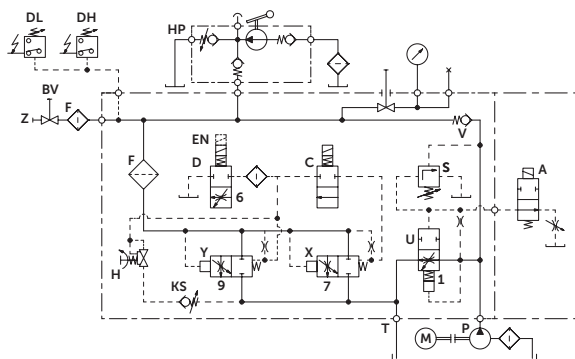 DL DH HP
BV
Z F V
EN
D C S A
F
6 U
Y X
H 9 7 1
KS
T P
M